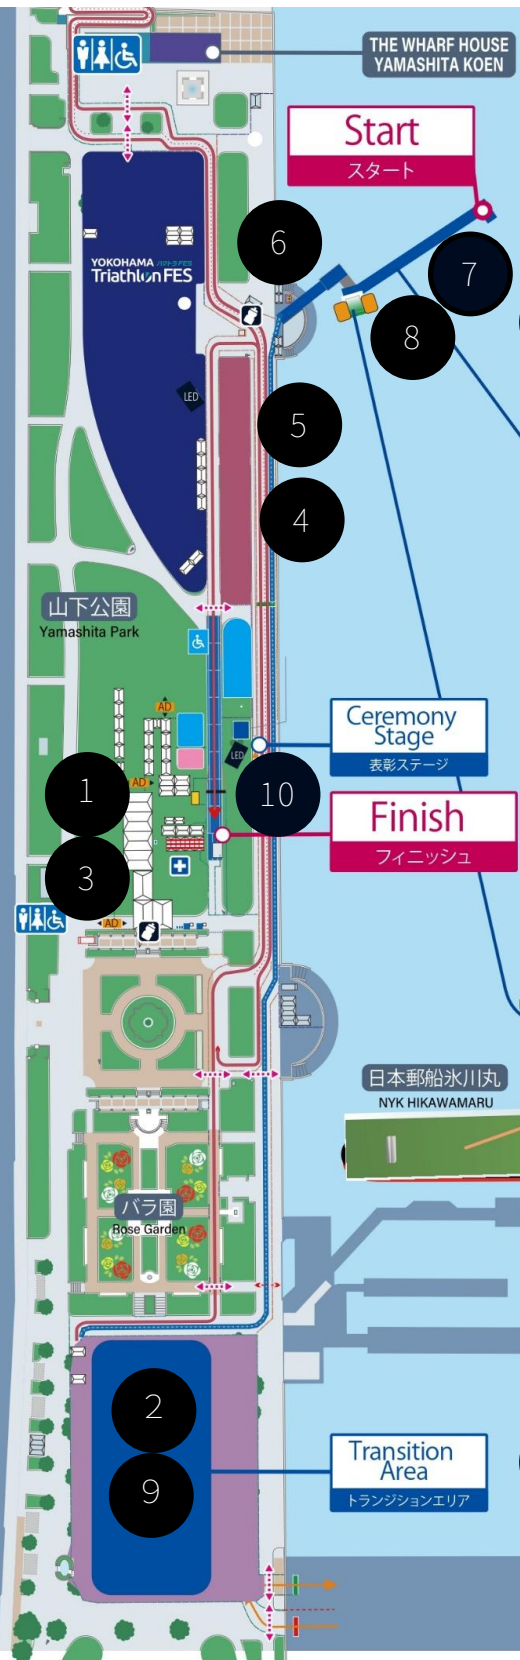 THE WHARF HOUSE
YAMASHITA KOEN
Start
スタート
6
7
8
YOKOHAMA
Triathlon FES
LED
5
4
山下公園
Yamashita Park
AD
Ceremony
Stage
表彰ステージ
LED
AD
1
10
Finish
フィニッシュ
3
AD
日本郵船氷川丸
NYK HIKAWAMARU
バラ園
Rose Garden
2
9
Transition
Area
トランジションエリア